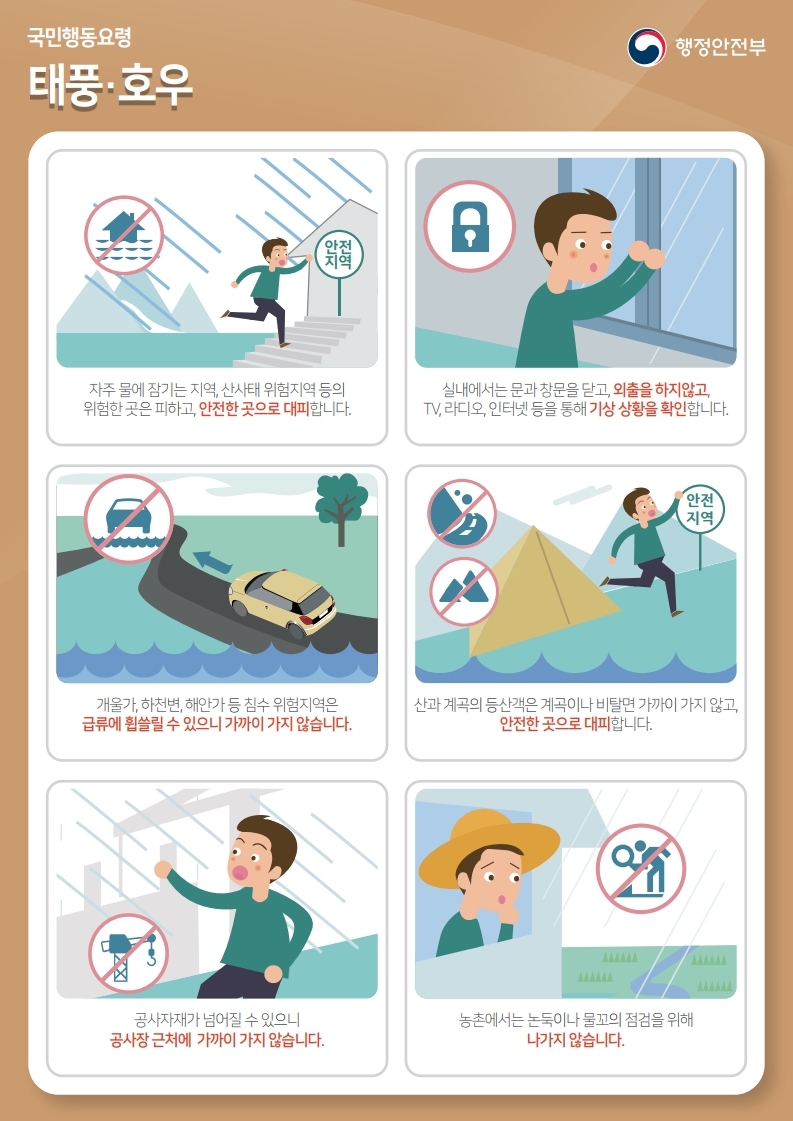 국민행동요령
태풍·호우
행정안전부
안전
지역
자주 물에 잠기는 지역, 산사태 위험지역 등의
위험한 곳은 피하고, 안전한 곳으로 대피합니다.
실내에서는 문과 창문을 닫고, 외출을 하지않고,
TV, 라디오, 인터넷 등을 통해 기상 상황을 확인합니다.
개울가, 하천변, 해안가 등 침수 위험지역은
급류에 휩쓸릴 수 있으니 가까이 가지 않습니다.
안전
지역
산과 계곡의 등산객은 계곡이나 비탈면 가까이 가지 않고,
안전한 곳으로 대피합니다.
공사자재가 넘어질 수 있으니
공사장 근처에 가까이 가지 않습니다.
농촌에서는 논둑이나 물꼬의 점검을 위해
나가지 않습니다.